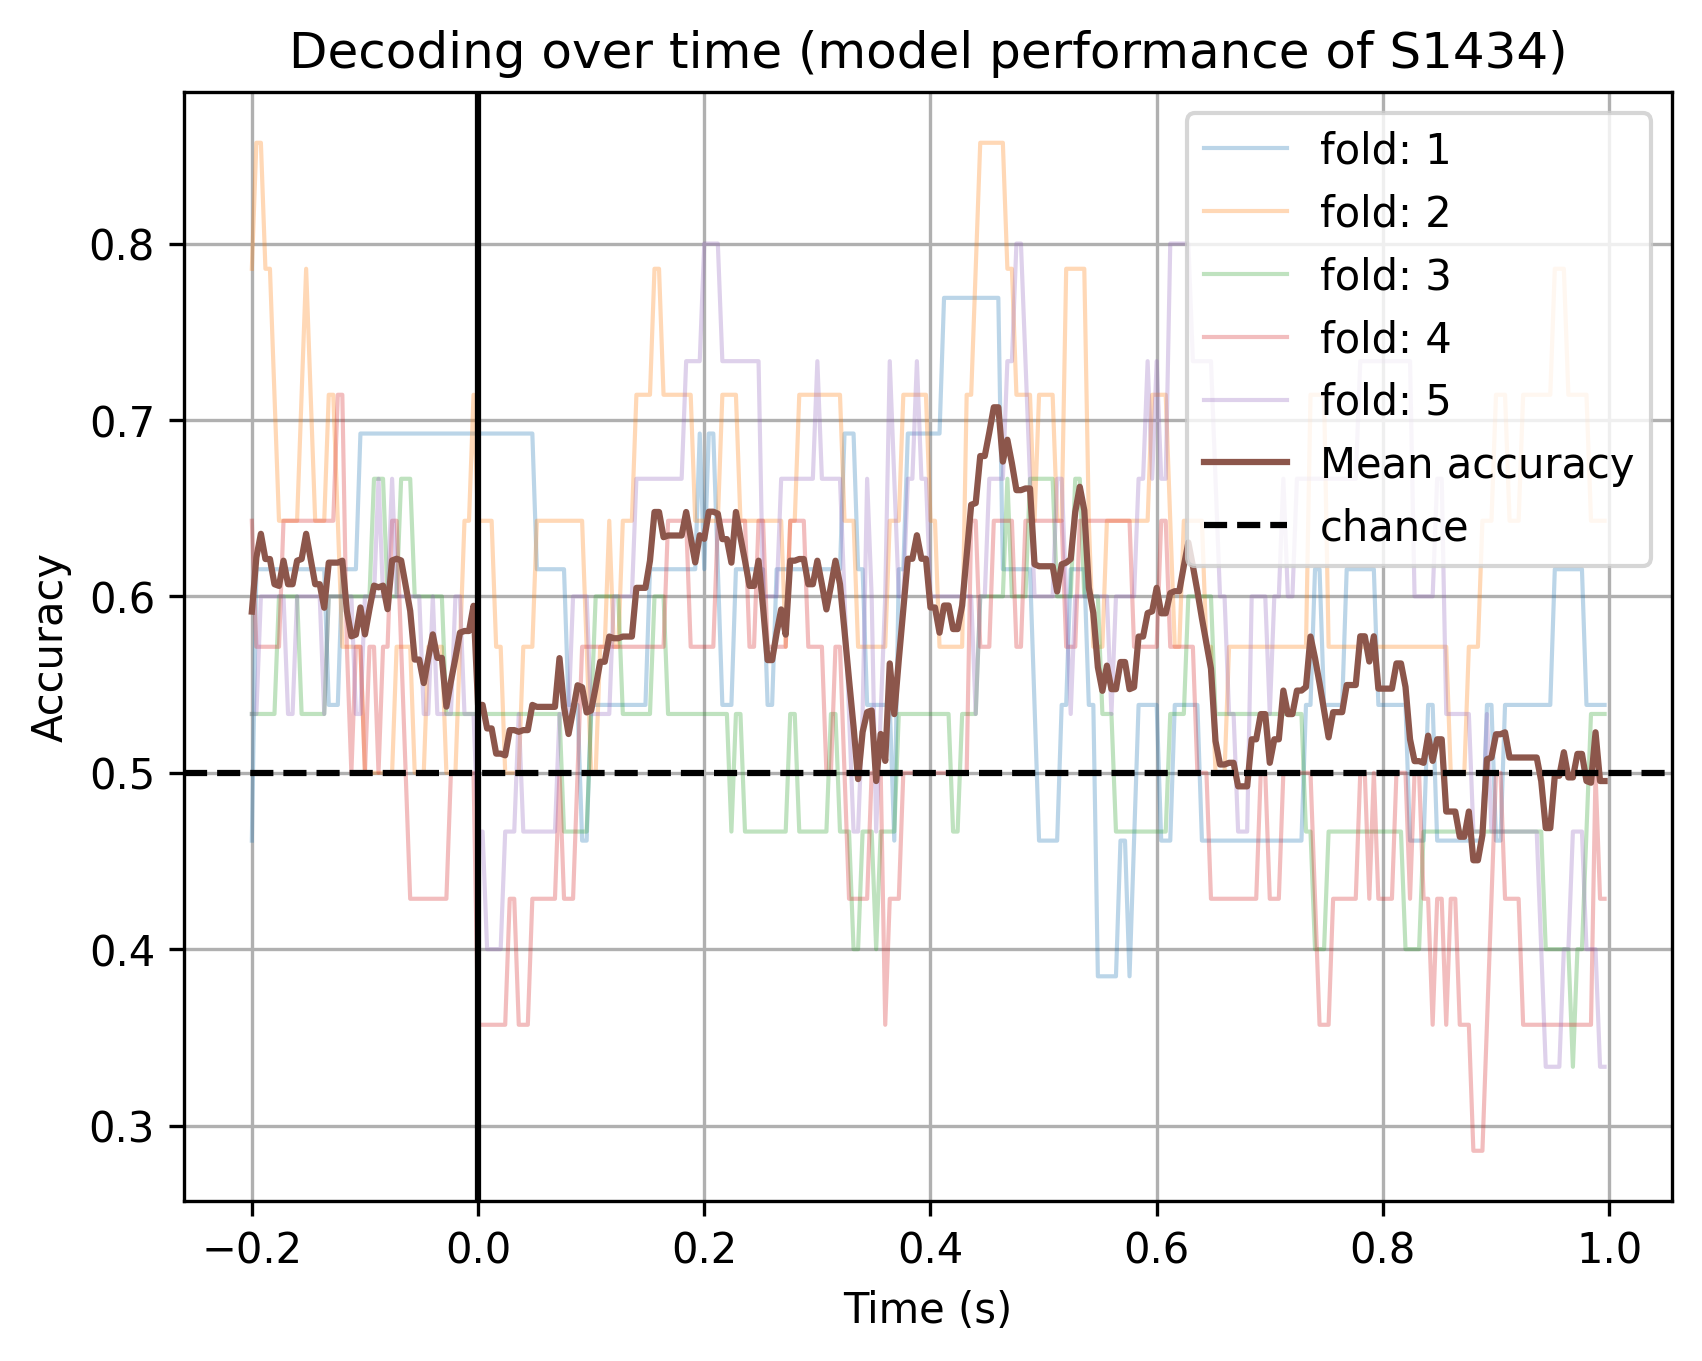 Decoding over time (model performance of S1434)
fold: 1
fold: 2
fold: 3
fold: 4
fold: 5
Mean accuracy
chance
Accuracy
0.8
0.7
0.6
0.5
0.4
0.3
−0.2 0.0 0.2 0.4 0.6 0.8 1.0
Time (s)